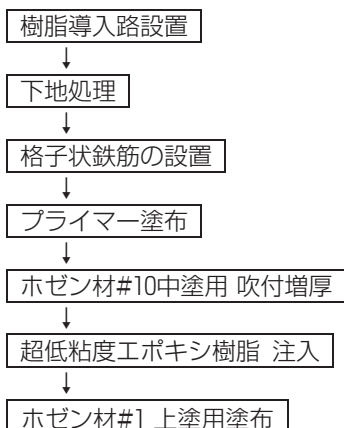 樹脂導入路設置
↓
下地処理
↓
格子状鉄筋の設置
↓
プライマー塗布
↓
ホゼン材#10中塗用 吹付増厚
↓
超低粘度エポキシ樹脂 注入
↓
ホゼン材#1 上塗用塗布